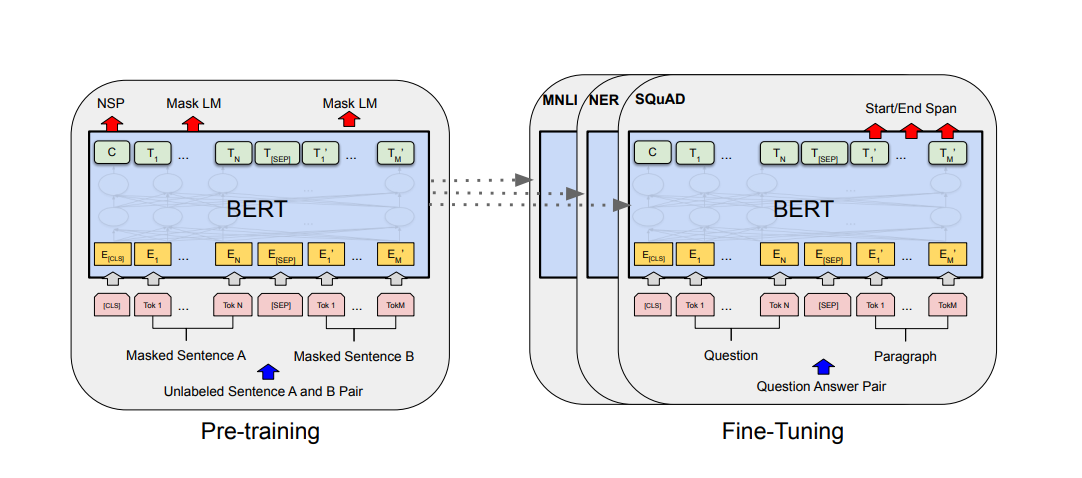 NSP Mask LM Mask LM
C T1 ... TN T[SEP] T1' ... TM'
BERT
E[CLS] E1 ... EN E[SEP] E1' ... EM'
[CLS] Tok 1 ... Tok N [SEP] Tok 1 ... TokM
Masked Sentence A Masked Sentence B
Unlabeled Sentence A and B Pair
Pre-training
MNLI NER SQuAD
Start/End Span
C T1 ... TN T[SEP] T1' ... TM'
BERT
E[CLS] E1 ... EN E[SEP] E1' ... EM'
[CLS] Tok 1 ... Tok N [SEP] Tok 1 ... TokM
Question Paragraph
Question Answer Pair
Fine-Tuning